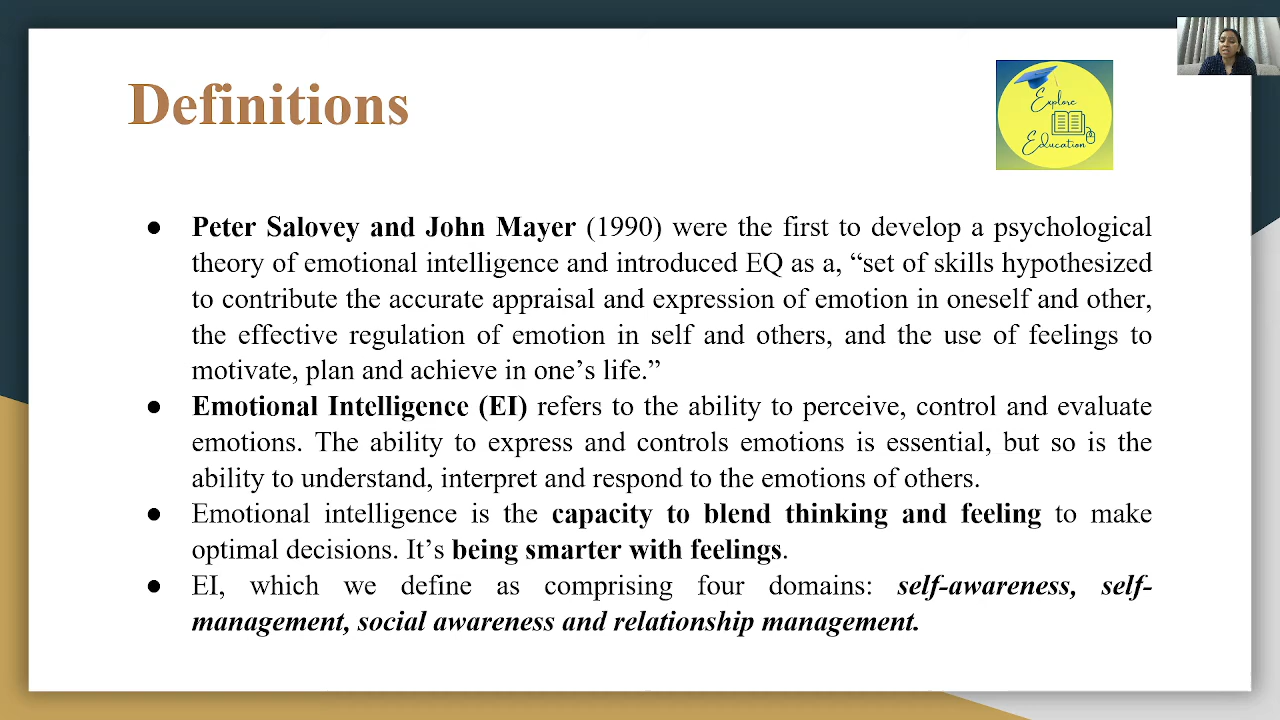 Definitions
Explore
Education
● Peter Salovey and John Mayer (1990) were the first to develop a psychological
theory of emotional intelligence and introduced EQ as a, “set of skills hypothesized
to contribute the accurate appraisal and expression of emotion in oneself and other,
the effective regulation of emotion in self and others, and the use of feelings to
motivate, plan and achieve in one’s life.”
● Emotional Intelligence (EI) refers to the ability to perceive, control and evaluate
emotions. The ability to express and controls emotions is essential, but so is the
ability to understand, interpret and respond to the emotions of others.
● Emotional intelligence is the capacity to blend thinking and feeling to make
optimal decisions. It’s being smarter with feelings.
● EI, which we define as comprising four domains: self-awareness, self-
management, social awareness and relationship management.